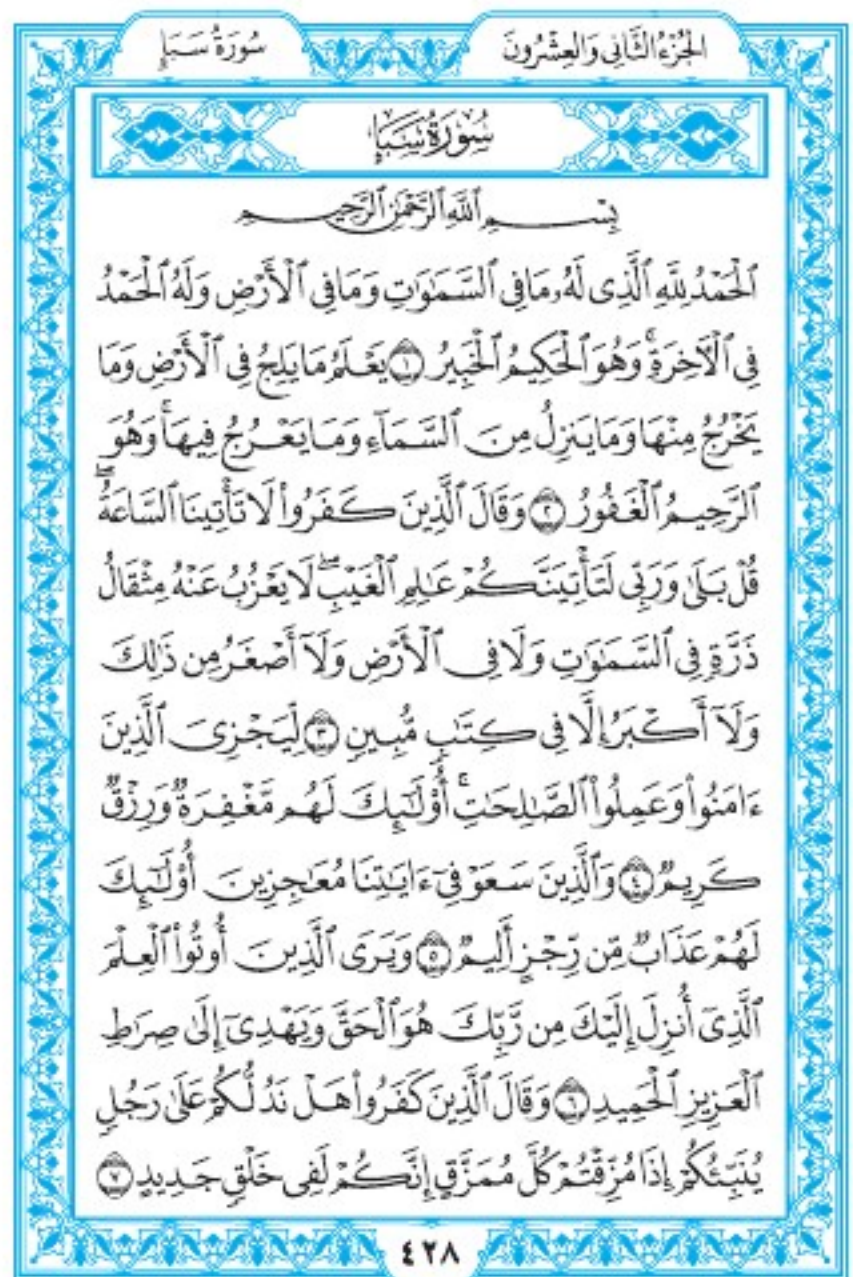 الجُزْءُ الثَّانِي وَالعِشْرُونَ
سُورَةُ سَبَإٍ
سُورَةُ سَبَإٍ
بِسْمِ ٱللَّهِ ٱلرَّحْمَٰنِ ٱلرَّحِيمِ
ٱلْحَمْدُ لِلَّهِ ٱلَّذِى لَهُۥ مَا فِى ٱلسَّمَٰوَٰتِ وَمَا فِى ٱلْأَرْضِ وَلَهُ ٱلْحَمْدُ
فِى ٱلْأَخِرَةِۚ وَهُوَ ٱلْحَكِيمُ ٱلْخَبِيرُ ۝١ يَعْلَمُ مَا يَلِجُ فِى ٱلْأَرْضِ وَمَا
يَخْرُجُ مِنْهَا وَمَا يَنزِلُ مِنَ ٱلسَّمَآءِ وَمَا يَعْرُجُ فِيهَاۚ وَهُوَ
ٱلرَّحِيمُ ٱلْغَفُورُ ۝٢ وَقَالَ ٱلَّذِينَ كَفَرُوا۟ لَا تَأْتِينَا ٱلسَّاعَةُۖ
قُلْ بَلَىٰ وَرَبِّى لَتَأْتِيَنَّكُمْ عَٰلِمِ ٱلْغَيْبِۖ لَا يَعْزُبُ عَنْهُ مِثْقَالُ
ذَرَّةٍ فِى ٱلسَّمَٰوَٰتِ وَلَا فِى ٱلْأَرْضِ وَلَآ أَصْغَرُ مِن ذَٰلِكَ
وَلَآ أَكْبَرُ إِلَّا فِى كِتَٰبٍ مُّبِينٍ ۝٣ لِّيَجْزِىَ ٱلَّذِينَ
ءَامَنُوا۟ وَعَمِلُوا۟ ٱلصَّٰلِحَٰتِۚ أُو۟لَٰٓئِكَ لَهُم مَّغْفِرَةٌ وَرِزْقٌ
كَرِيمٌ ۝٤ وَٱلَّذِينَ سَعَوْ فِىٓ ءَايَٰتِنَا مُعَٰجِزِينَ أُو۟لَٰٓئِكَ
لَهُمْ عَذَابٌ مِّن رِّجْزٍ أَلِيمٌ ۝٥ وَيَرَى ٱلَّذِينَ أُوتُوا۟ ٱلْعِلْمَ
ٱلَّذِىٓ أُنزِلَ إِلَيْكَ مِن رَّبِّكَ هُوَ ٱلْحَقَّ وَيَهْدِىٓ إِلَىٰ صِرَٰطِ
ٱلْعَزِيزِ ٱلْحَمِيدِ ۝٦ وَقَالَ ٱلَّذِينَ كَفَرُوا۟ هَلْ نَدُلُّكُمْ عَلَىٰ رَجُلٍ
يُنَبِّئُكُمْ إِذَا مُزِّقْتُمْ كُلَّ مُمَزَّقٍ إِنَّكُمْ لَفِى خَلْقٍ جَدِيدٍ ۝٧
٤٢٨